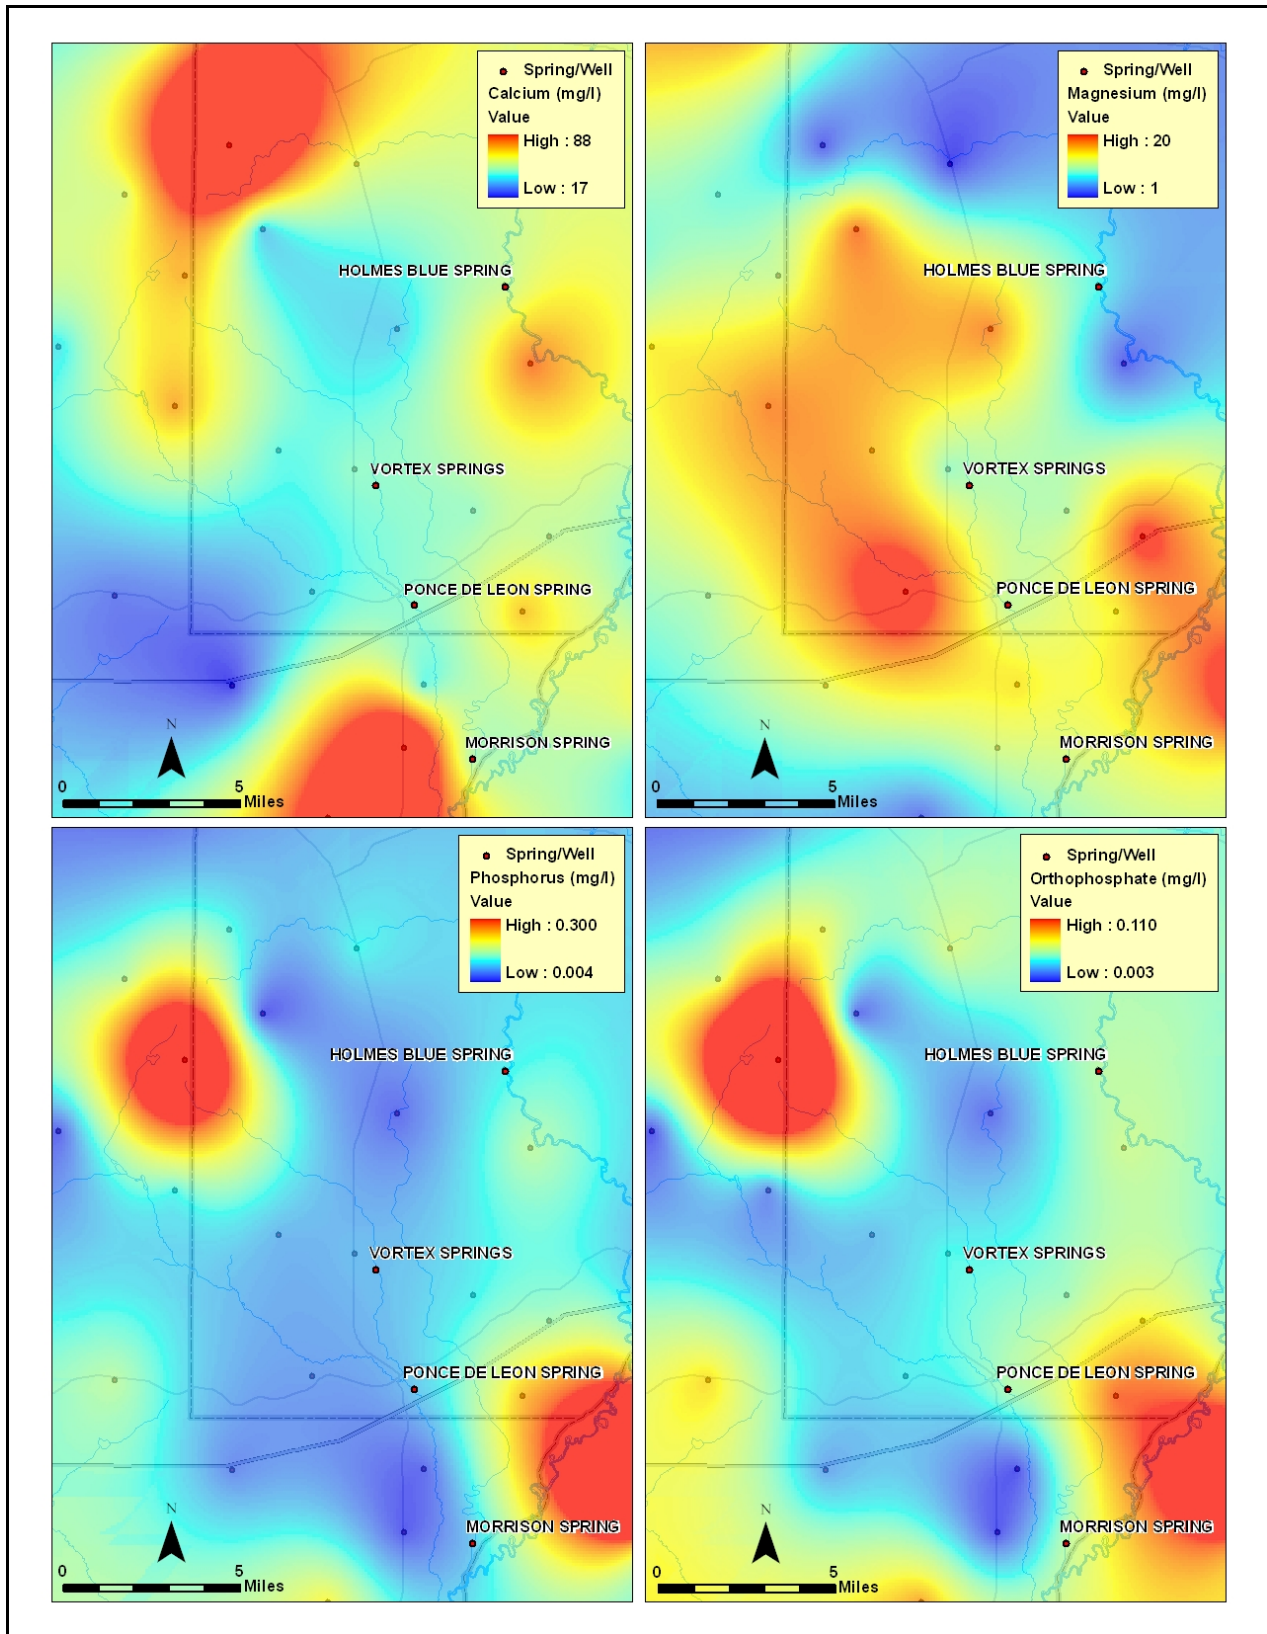 Spring/Well
Calcium (mg/l)
Value
High : 88
Low : 17
HOLMES BLUE SPRING
VORTEX SPRINGS
PONCE DE LEON SPRING
MORRISON SPRING
N
0 5
Miles
Spring/Well
Magnesium (mg/l)
Value
High : 20
Low : 1
HOLMES BLUE SPRING
VORTEX SPRINGS
PONCE DE LEON SPRING
MORRISON SPRING
N
0 5
Miles
Spring/Well
Phosphorus (mg/l)
Value
High : 0.300
Low : 0.004
HOLMES BLUE SPRING
VORTEX SPRINGS
PONCE DE LEON SPRING
MORRISON SPRING
N
0 5
Miles
Spring/Well
Orthophosphate (mg/l)
Value
High : 0.110
Low : 0.003
HOLMES BLUE SPRING
VORTEX SPRINGS
PONCE DE LEON SPRING
MORRISON SPRING
N
0 5
Miles